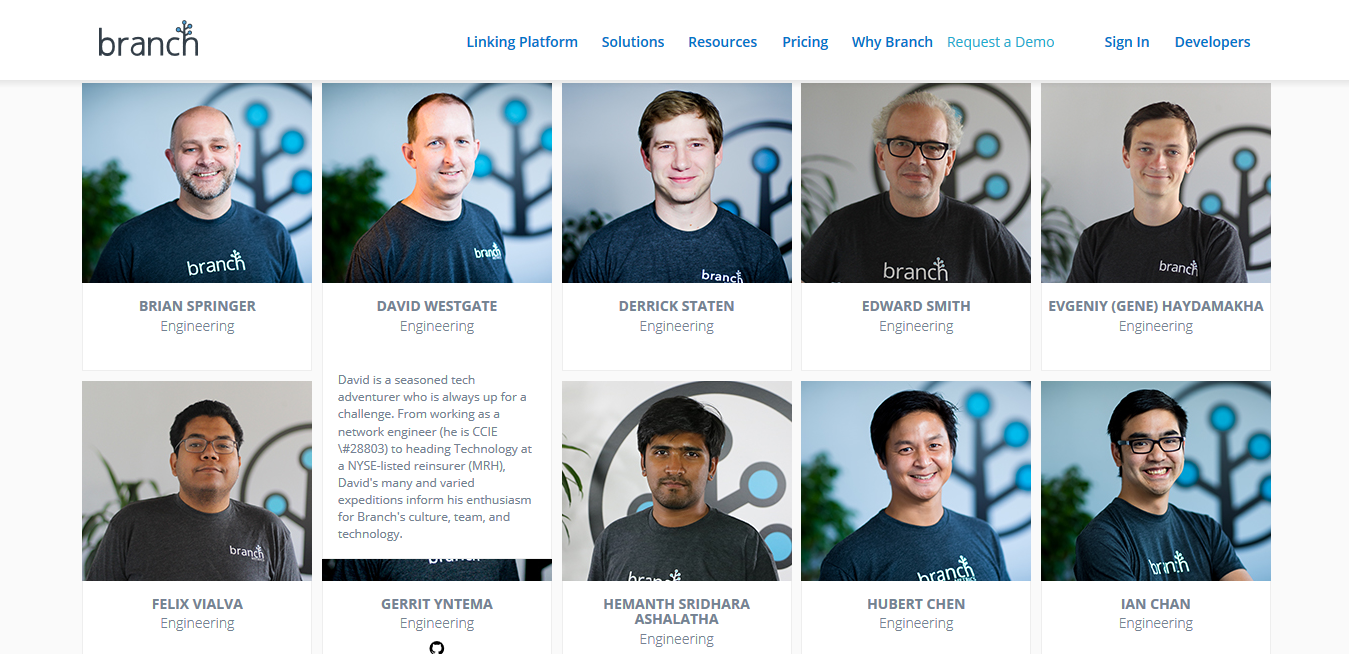 branch
Linking Platform Solutions Resources Pricing Why Branch Request a Demo Sign In Developers
branch
branch
branch
branch
branch
BRIAN SPRINGER
Engineering
DAVID WESTGATE
Engineering
DERRICK STATEN
Engineering
EDWARD SMITH
Engineering
EVGENIY (GENE) HAYDAMAKHA
Engineering
David is a seasoned tech
adventurer who is always up for a
challenge. From working as a
network engineer (he is CCIE
\#28803) to heading Technology at
a NYSE-listed reinsurer (MRH),
David's many and varied
expeditions inform his enthusiasm
for Branch's culture, team, and
technology.
branch
branch
branch
branch
branch
FELIX VIALVA
Engineering
GERRIT YNTEMA
Engineering
HEMANTH SRIDHARA
ASHALATHA
Engineering
HUBERT CHEN
Engineering
IAN CHAN
Engineering